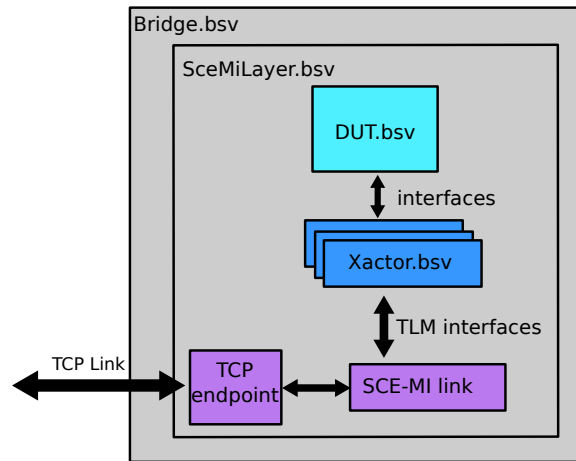 Bridge.bsv
SceMiLayer.bsv
DUT.bsv
interfaces
Xactor.bsv
TLM interfaces
TCP Link
TCP
endpoint
SCE-MI link